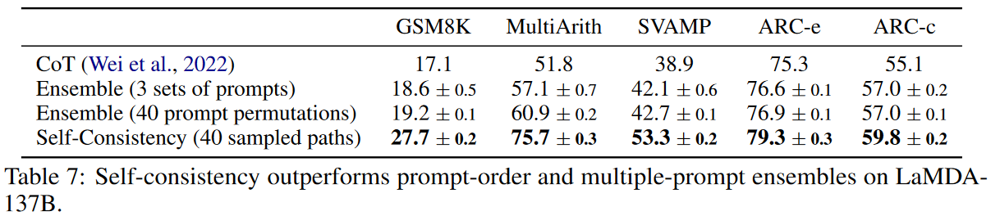 GSM8K MultiArith SVAMP ARC-e ARC-c
CoT (Wei et al., 2022) 17.1 51.8 38.9 75.3 55.1
Ensemble (3 sets of prompts) 18.6 ± 0.5 57.1 ± 0.7 42.1 ± 0.6 76.6 ± 0.1 57.0 ± 0.2
Ensemble (40 prompt permutations) 19.2 ± 0.1 60.9 ± 0.2 42.7 ± 0.1 76.9 ± 0.1 57.0 ± 0.1
Self-Consistency (40 sampled paths) 27.7 ± 0.2 75.7 ± 0.3 53.3 ± 0.2 79.3 ± 0.3 59.8 ± 0.2
Table 7: Self-consistency outperforms prompt-order and multiple-prompt ensembles on LaMDA-
137B.